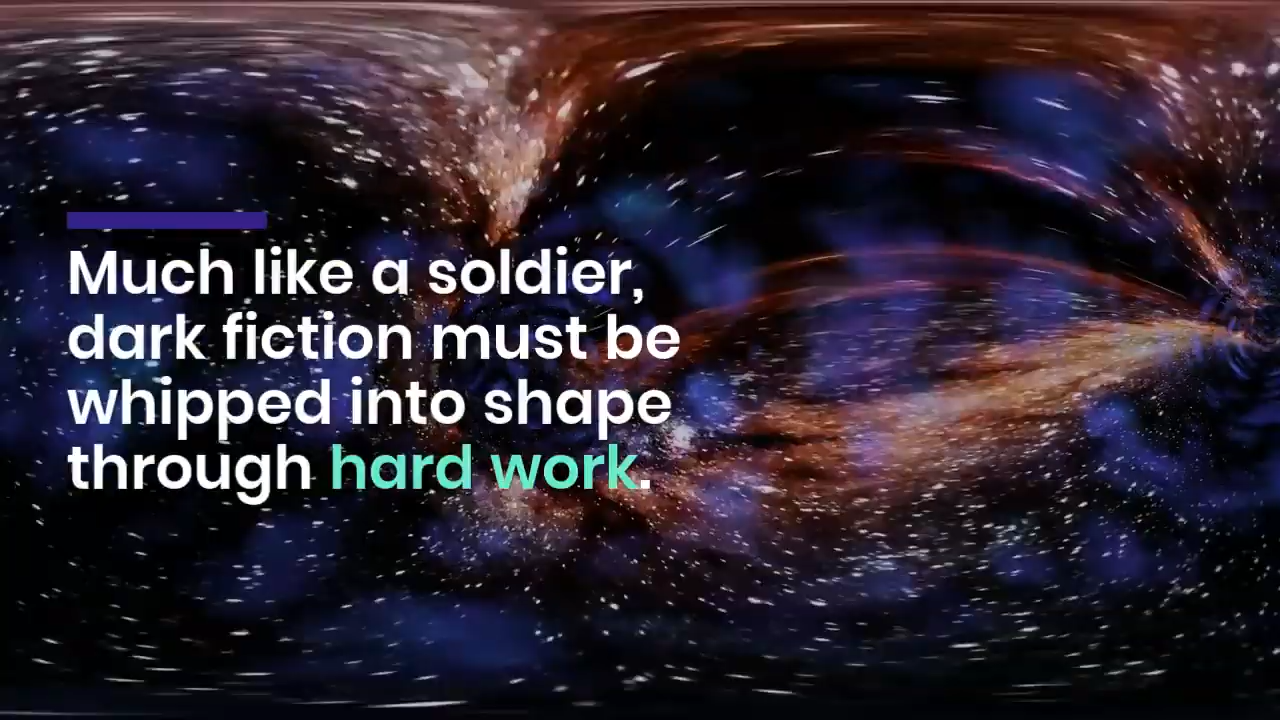 Much like a soldier,
dark fiction must be
whipped into shape
through hard work.